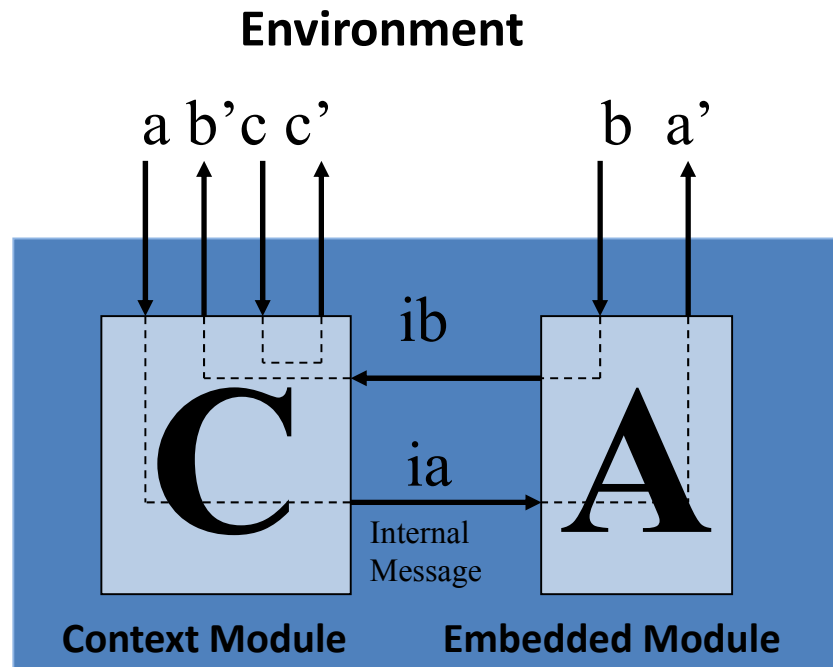 Environment
a b’ c c’ b a’
ib
C A
ia
Internal
Message
Context Module Embedded Module